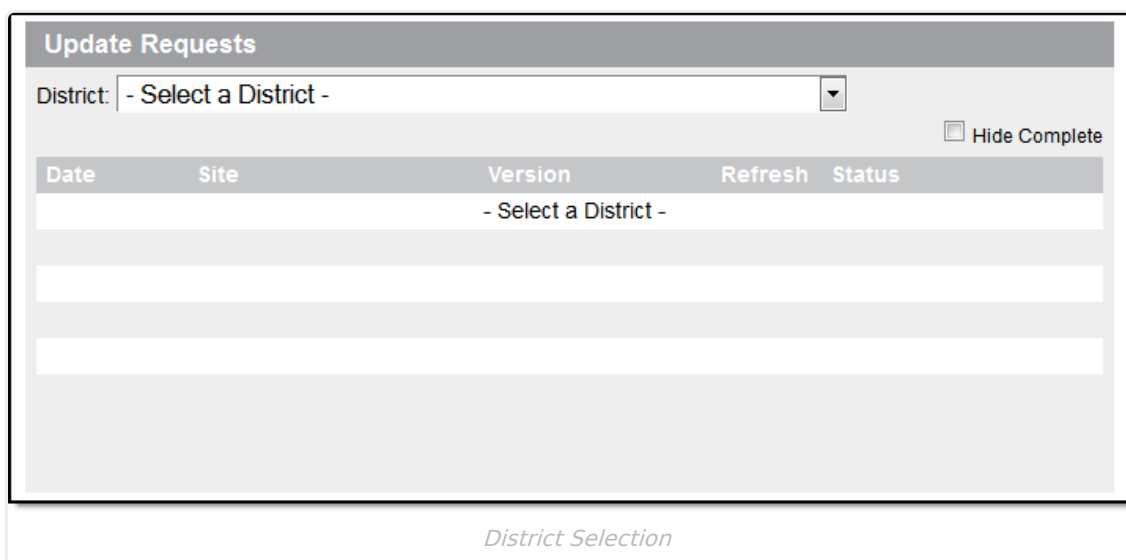 Update Requests
District: - Select a District -
Hide Complete
Date Site Version Refresh Status
- Select a District -
District Selection